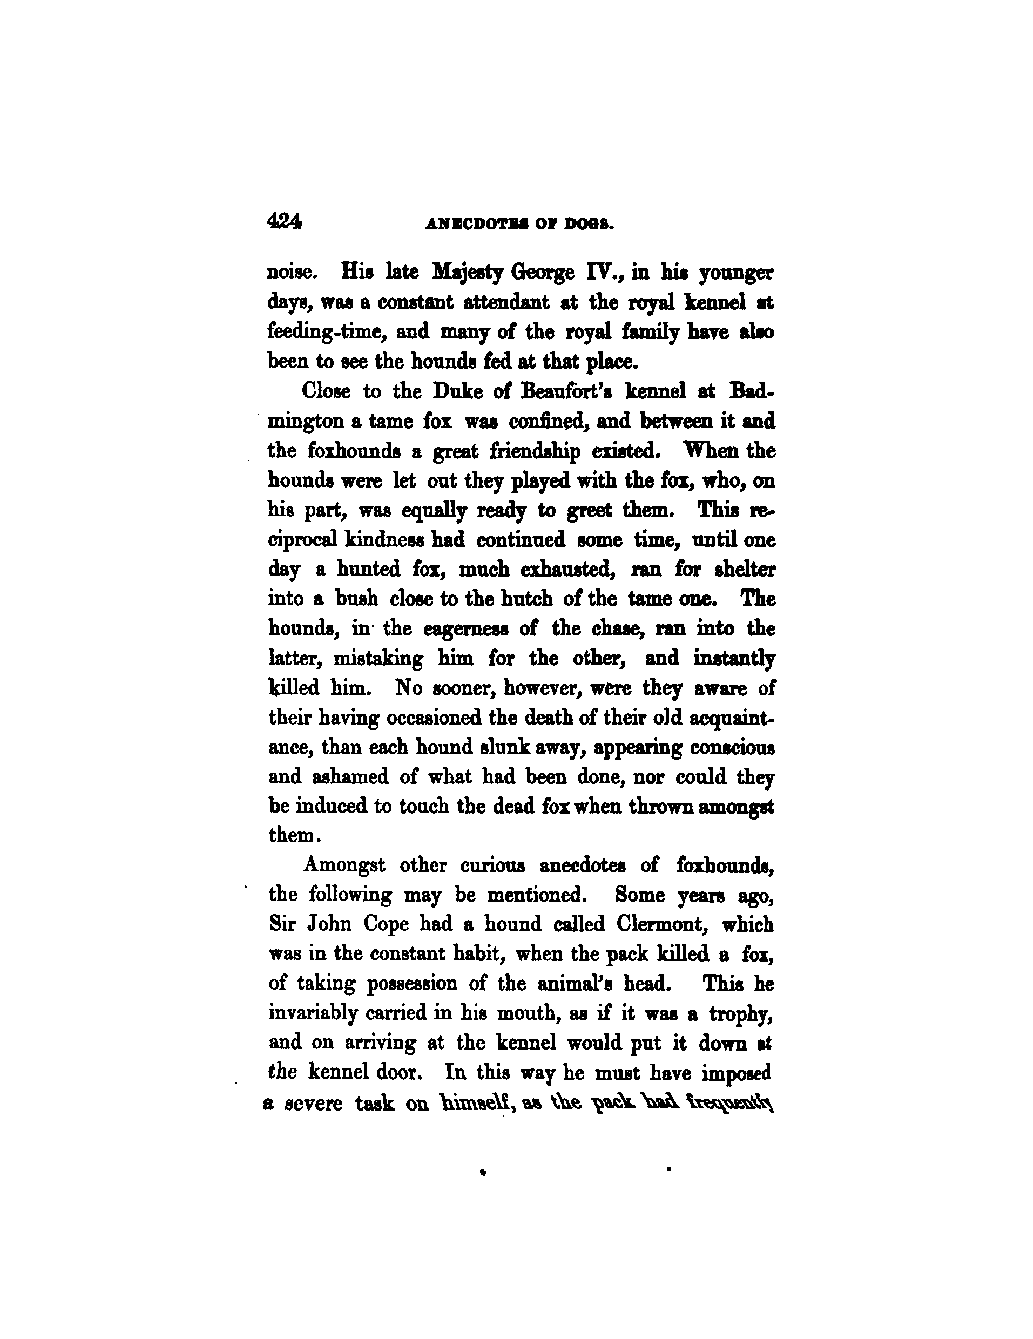 424 ANECDOTES OF DOGS.
noise. His late Majesty George IV., in his younger
days, was a constant attendant at the royal kennel at
feeding-time, and many of the royal family have also
been to see the hounds fed at that place.
Close to the Duke of Beaufort's kennel at Bad-
mington a tame fox was confined, and between it and
the foxhounds a great friendship existed. When the
hounds were let out they played with the fox, who, on
his part, was equally ready to greet them. This re-
ciprocal kindness had continued some time, until one
day a hunted fox, much exhausted, ran for shelter
into a bush close to the hutch of the tame one. The
hounds, in the eagerness of the chase, ran into the
latter, mistaking him for the other, and instantly
killed him. No sooner, however, were they aware of
their having occasioned the death of their old acquaint-
ance, than each hound slunk away, appearing conscious
and ashamed of what had been done, nor could they
be induced to touch the dead fox when thrown amongst
them.
Amongst other curious anecdotes of foxhounds,
the following may be mentioned. Some years ago,
Sir John Cope had a hound called Clermont, which
was in the constant habit, when the pack killed a fox,
of taking possession of the animal's head. This he
invariably carried in his mouth, as if it was a trophy,
and on arriving at the kennel would put it down at
the kennel door. In this way he must have imposed
a severe task on himself, as the pack had frequently